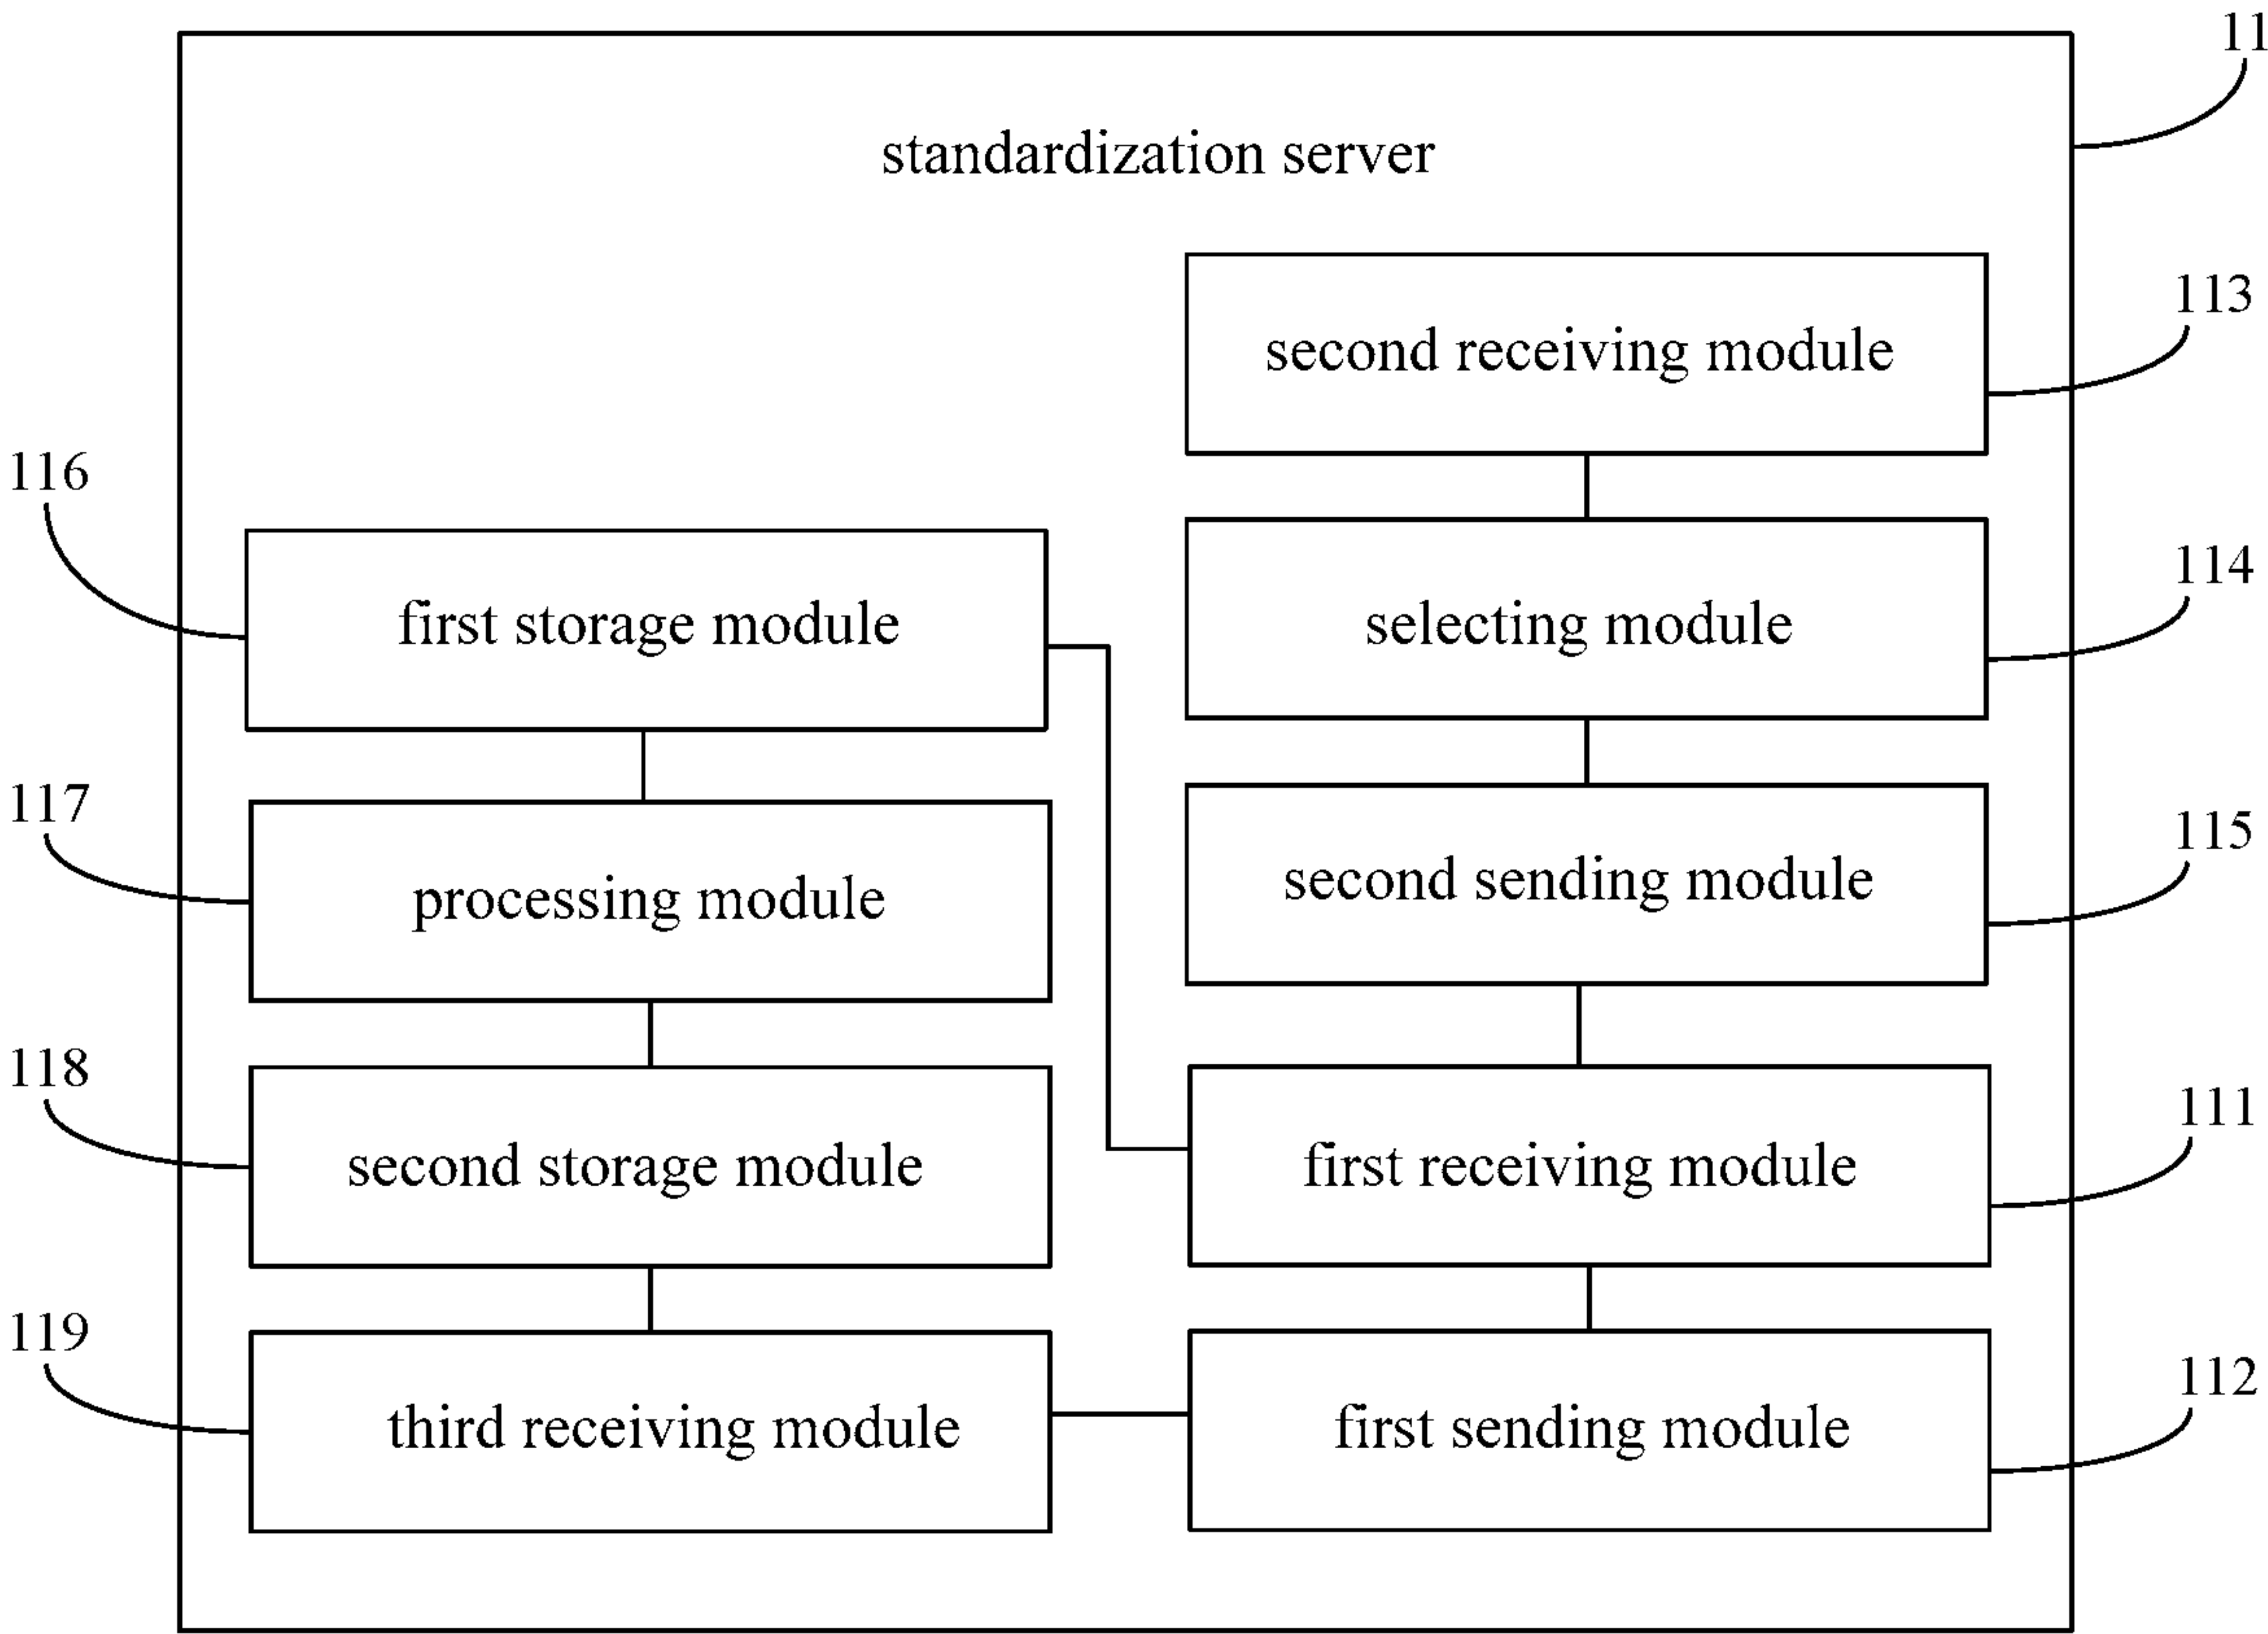 11
standardization server
113
second receiving module
116
114
first storage module
selecting module
117
115
processing module
second sending module
118
111
second storage module
first receiving module
119
112
third receiving module
first sending module